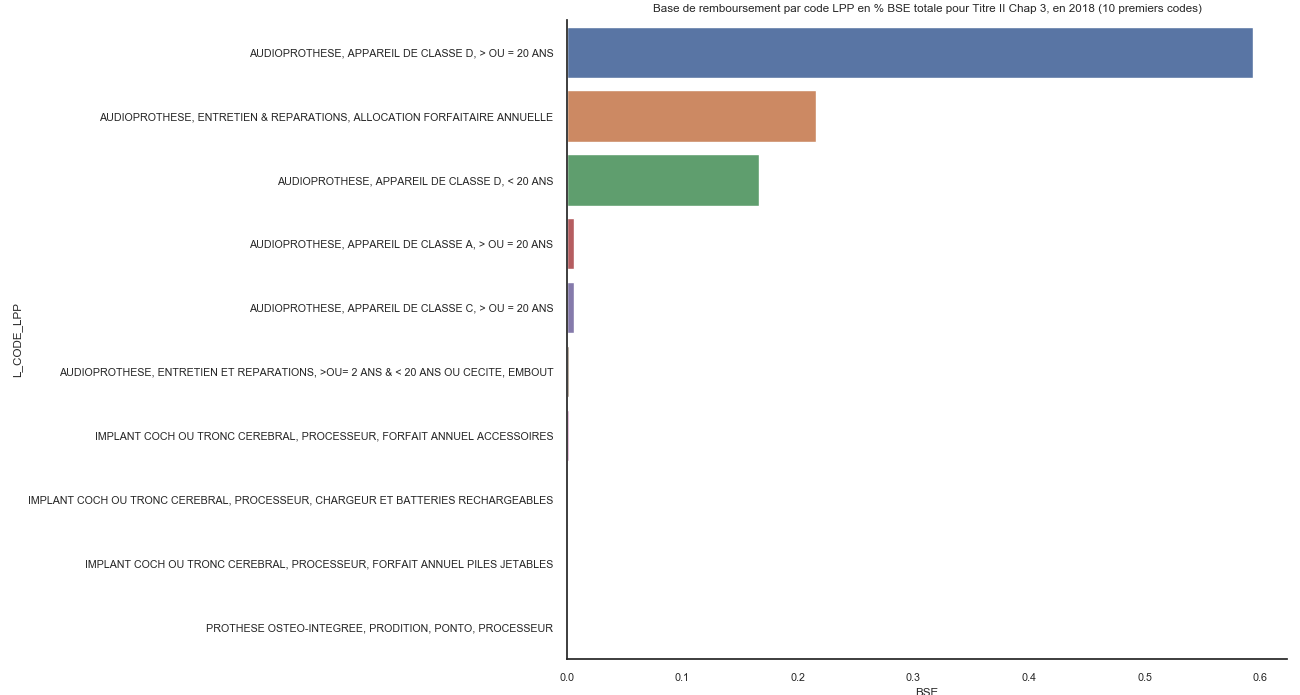 Base de remboursement par code LPP en % BSE totale pour Titre II Chap 3, en 2018 (10 premiers codes)
AUDIOPROTHESE, APPAREIL DE CLASSE D, > OU = 20 ANS
AUDIOPROTHESE, ENTRETIEN & REPARATIONS, ALLOCATION FORFAITAIRE ANNUELLE
AUDIOPROTHESE, APPAREIL DE CLASSE D, < 20 ANS
AUDIOPROTHESE, APPAREIL DE CLASSE A, > OU = 20 ANS
AUDIOPROTHESE, APPAREIL DE CLASSE C, > OU = 20 ANS
L_CODE_LPP
AUDIOPROTHESE, ENTRETIEN ET REPARATIONS, >OU= 2 ANS & < 20 ANS OU CECITE, EMBOUT
IMPLANT COCH OU TRONC CEREBRAL, PROCESSEUR, FORFAIT ANNUEL ACCESSOIRES
IMPLANT COCH OU TRONC CEREBRAL, PROCESSEUR, CHARGEUR ET BATTERIES RECHARGEABLES
IMPLANT COCH OU TRONC CEREBRAL, PROCESSEUR, FORFAIT ANNUEL PILES JETABLES
PROTHESE OSTEO-INTEGREE, PRODITION, PONTO, PROCESSEUR
0.0 0.1 0.2 0.3 0.4 0.5 0.6
BSE